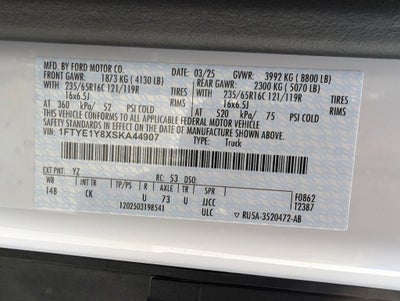 MFD. BY FORD MOTOR CO. 03/25 GVWR: 3992 KG ( 8800 LB)
FRONT GAWR: 1873 KG ( 4130 LB) REAR GAWR: 2300 KG ( 5070 LB)
WITH 235/65R16C 121/119R TIRES WITH 235/65R16C 121/119R TIRES
16x6.5J RIMS 16x6.5J RIMS
AT 360 kPa/ 52 PSI COLD AT 520 kPa/ 75 PSI COLD
THIS VEHICLE CONFORMS TO ALL APPLICABLE FEDERAL MOTOR VEHICLE
SAFETY STANDARDS IN EFFECT ON THE DATE OF MANUFACTURE SHOWN ABOVE.
VIN: 1FTYE1Y8XSKA44907 TYPE: Truck
EXT PNT: YZ RC: 53 DSO:
WB INT TR TP/PS R AXLE TR SPR F0862
148 CK U 73 U JJCC T2387
1202503198541 ULC RU5A-3520472-AB